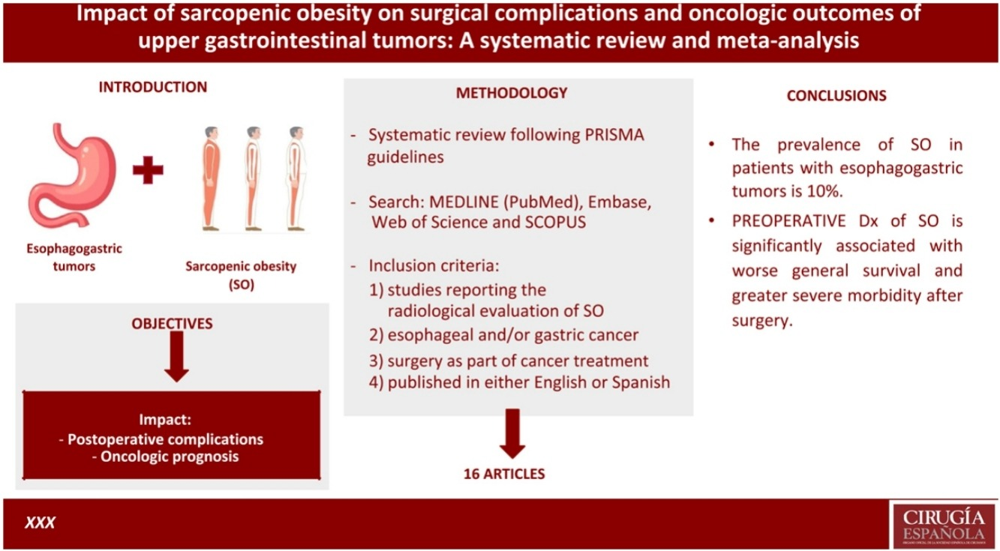 Impact of sarcopenic obesity on surgical complications and oncologic outcomes of
upper gastrointestinal tumors: A systematic review and meta-analysis
INTRODUCTION
Esophagogastric
tumors
Sarcopenic obesity
(SO)
OBJECTIVES
Impact:
- Postoperative complications
- Oncologic prognosis
METHODOLOGY
- Systematic review following PRISMA
guidelines
- Search: MEDLINE (PubMed), Embase,
Web of Science and SCOPUS
- Inclusion criteria:
1) studies reporting the
radiological evaluation of SO
2) esophageal and/or gastric cancer
3) surgery as part of cancer treatment
4) published in either English or Spanish
16 ARTICLES
CONCLUSIONS
• The prevalence of SO in
patients with esophagogastric
tumors is 10%.
• PREOPERATIVE Dx of SO is
significantly associated with
worse general survival and
greater severe morbidity after
surgery.
XXX
CIRUGÍA
ESPAÑOLA